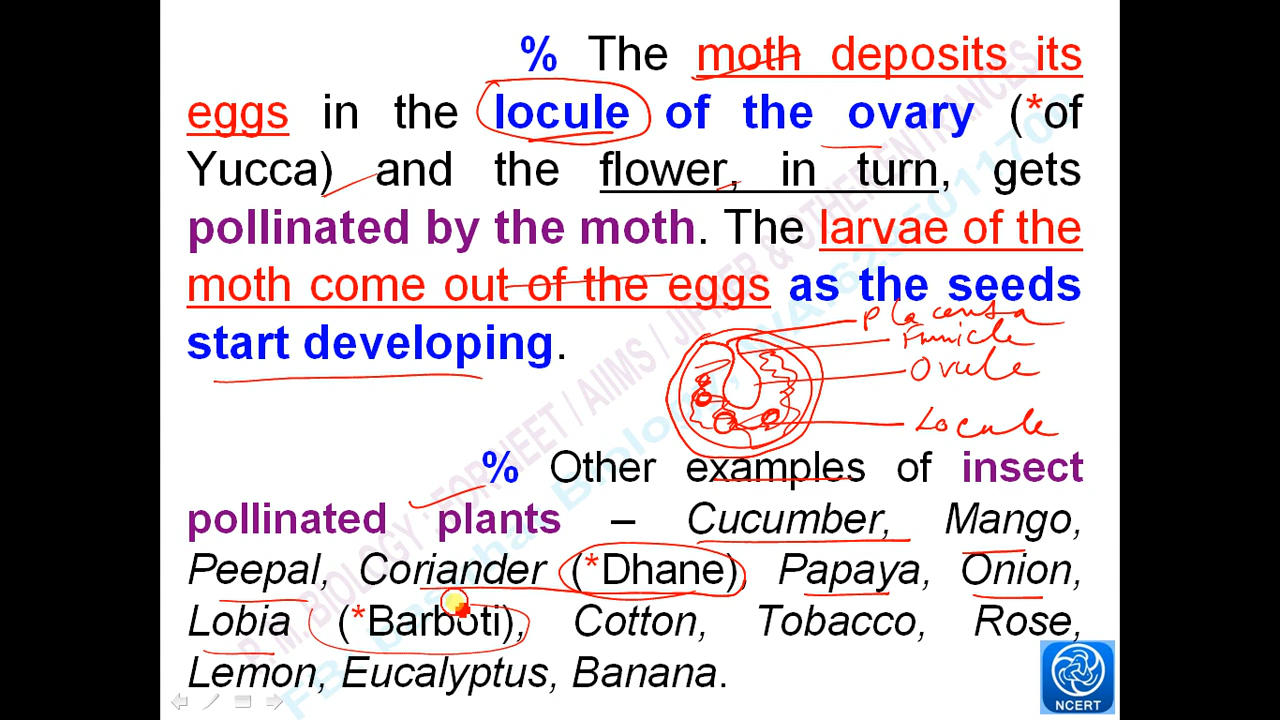 % The moth deposits its
eggs in the locule of the ovary (*of
Yucca) and the flower, in turn, gets
pollinated by the moth. The larvae of the
moth come out of the eggs as the seeds
start developing.
Placenta
Funicle
Ovule
Locule
% Other examples of insect
pollinated plants – Cucumber, Mango,
Peepal, Coriander (*Dhane), Papaya, Onion,
Lobia (*Barboti), Cotton, Tobacco, Rose,
Lemon, Eucalyptus, Banana.
NCERT